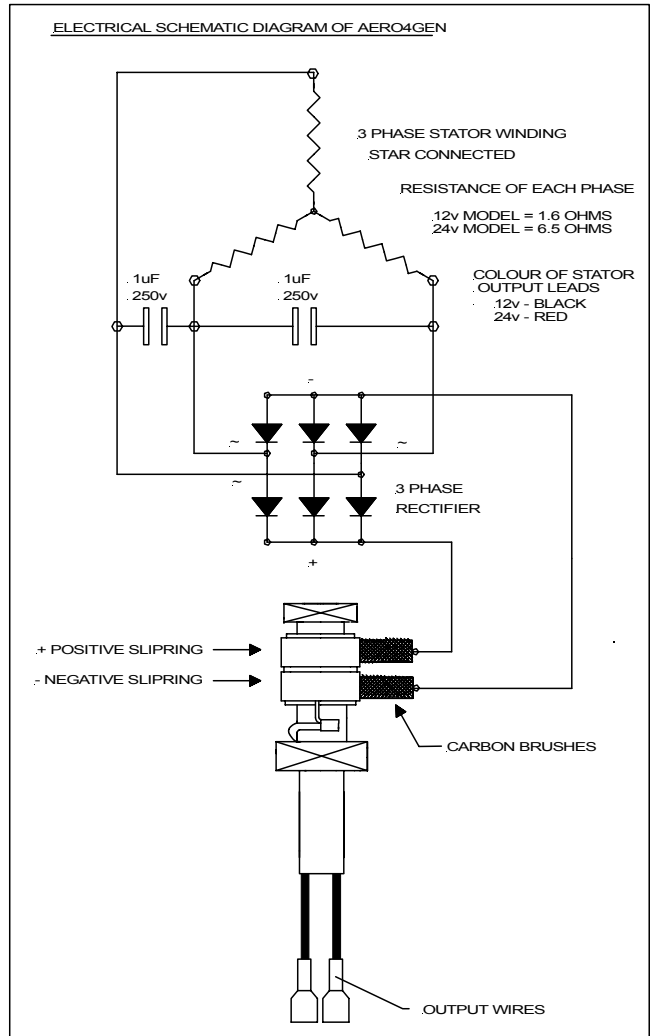 ELECTRICAL SCHEMATIC DIAGRAM OF AERO4GEN
3 PHASE STATOR WINDING
STAR CONNECTED
RESISTANCE OF EACH PHASE
12v MODEL = 1.6 OHMS
24v MODEL = 6.5 OHMS
COLOUR OF STATOR
OUTPUT LEADS
12v - BLACK
24v - RED
.1uF
250v
.1uF
250v
-
~
~
~
3 PHASE
RECTIFIER
+
+ POSITIVE SLIPRING
- NEGATIVE SLIPRING
CARBON BRUSHES
OUTPUT WIRES